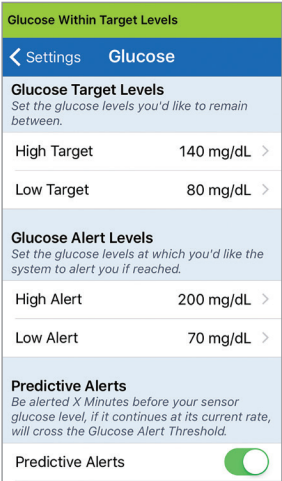 Glucose Within Target Levels
Settings Glucose
Glucose Target Levels
Set the glucose levels you'd like to remain
between.
High Target 140 mg/dL
Low Target 80 mg/dL
Glucose Alert Levels
Set the glucose levels at which you'd like the
system to alert you if reached.
High Alert 200 mg/dL
Low Alert 70 mg/dL
Predictive Alerts
Be alerted X Minutes before your sensor
glucose level, if it continues at its current rate,
will cross the Glucose Alert Threshold.
Predictive Alerts